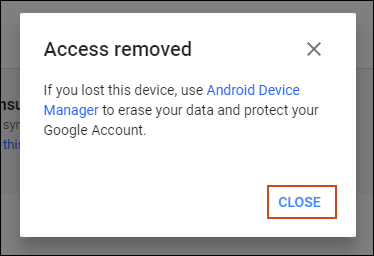 Access removed
If you lost this device, use Android Device
Manager to erase your data and protect your
Google Account.
CLOSE